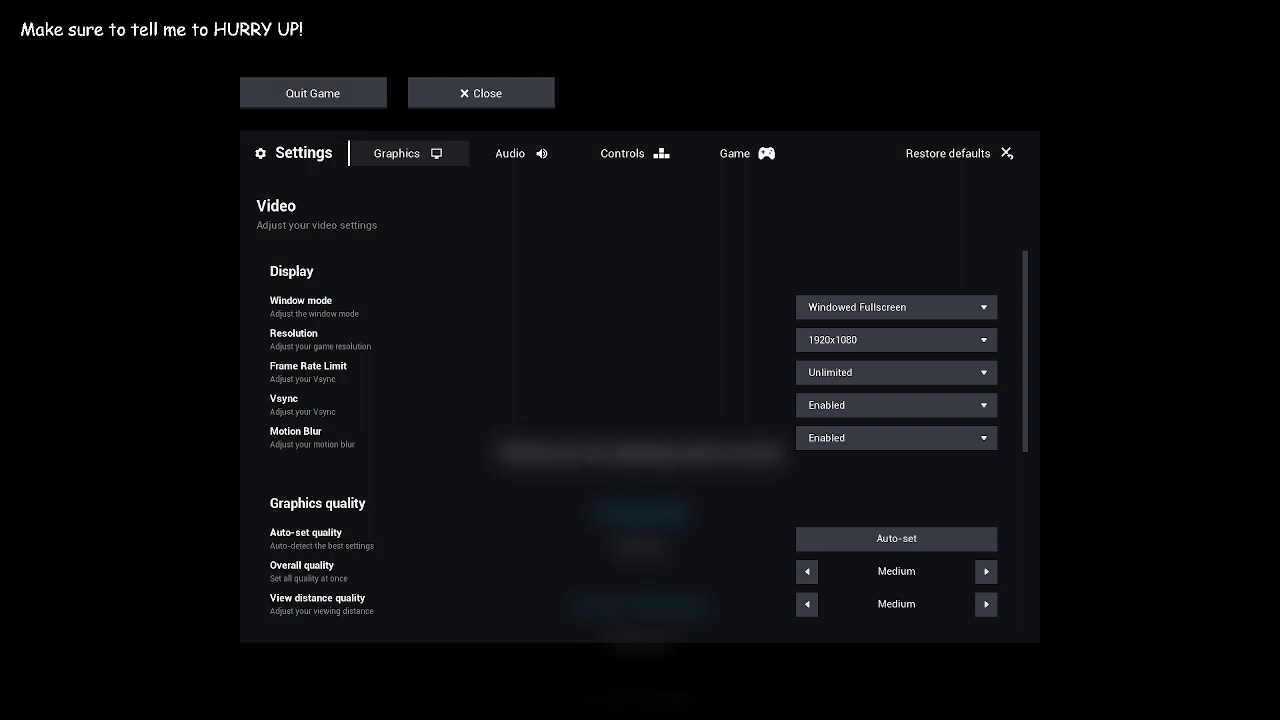 Make sure to tell me to HURRY UP!
Quit Game
Close
Settings
Graphics
Audio
Controls
Game
Restore defaults
Video
Adjust your video settings
Display
Window mode
Adjust the window mode
Windowed Fullscreen
Resolution
Adjust your game resolution
1920x1080
Frame Rate Limit
Adjust your Vsync
Unlimited
Vsync
Adjust your Vsync
Enabled
Motion Blur
Adjust your motion blur
Enabled
Graphics quality
Auto-set quality
Auto-detect the best settings
Auto-set
Overall quality
Set all quality at once
Medium
View distance quality
Adjust your viewing distance
Medium